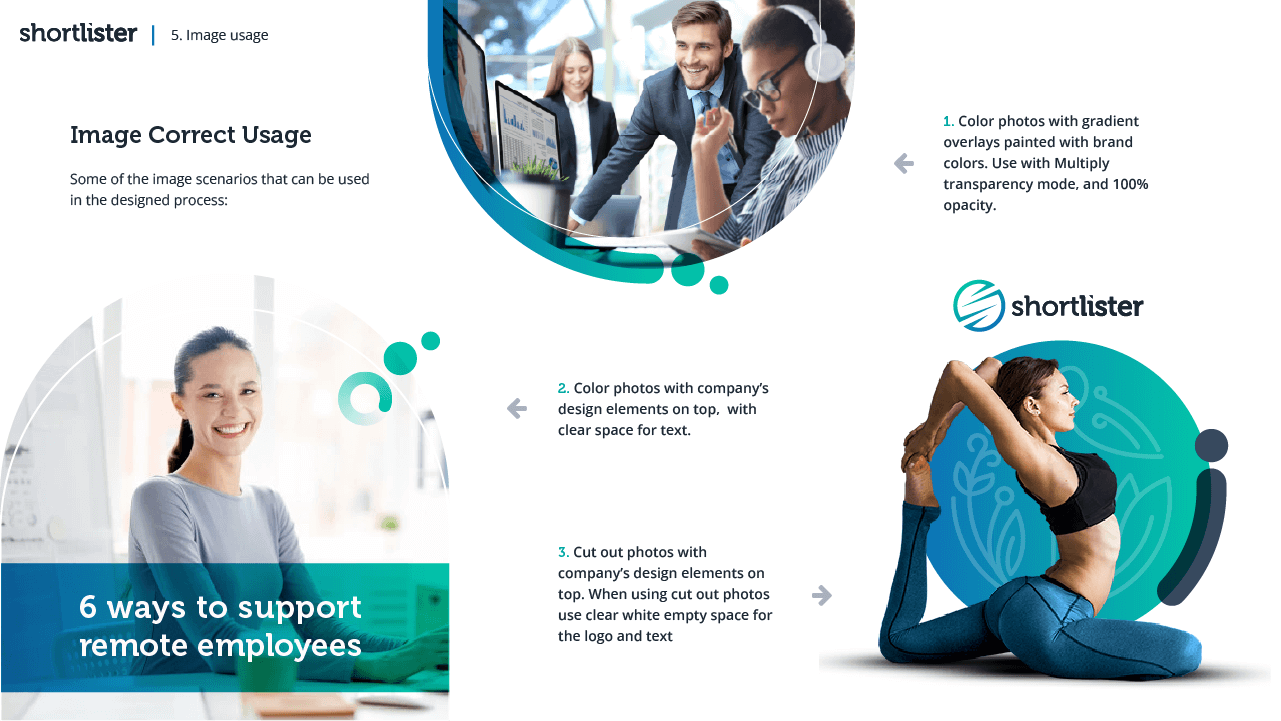 shortlister | 5. Image usage
Image Correct Usage
Some of the image scenarios that can be used
in the designed process:
1. Color photos with gradient
overlays painted with brand
colors. Use with Multiply
transparency mode, and 100%
opacity.
shortlister
2. Color photos with company’s
design elements on top,  with
clear space for text.
3. Cut out photos with
company’s design elements on
top. When using cut out photos
use clear white empty space for
the logo and text
6 ways to support
remote employees